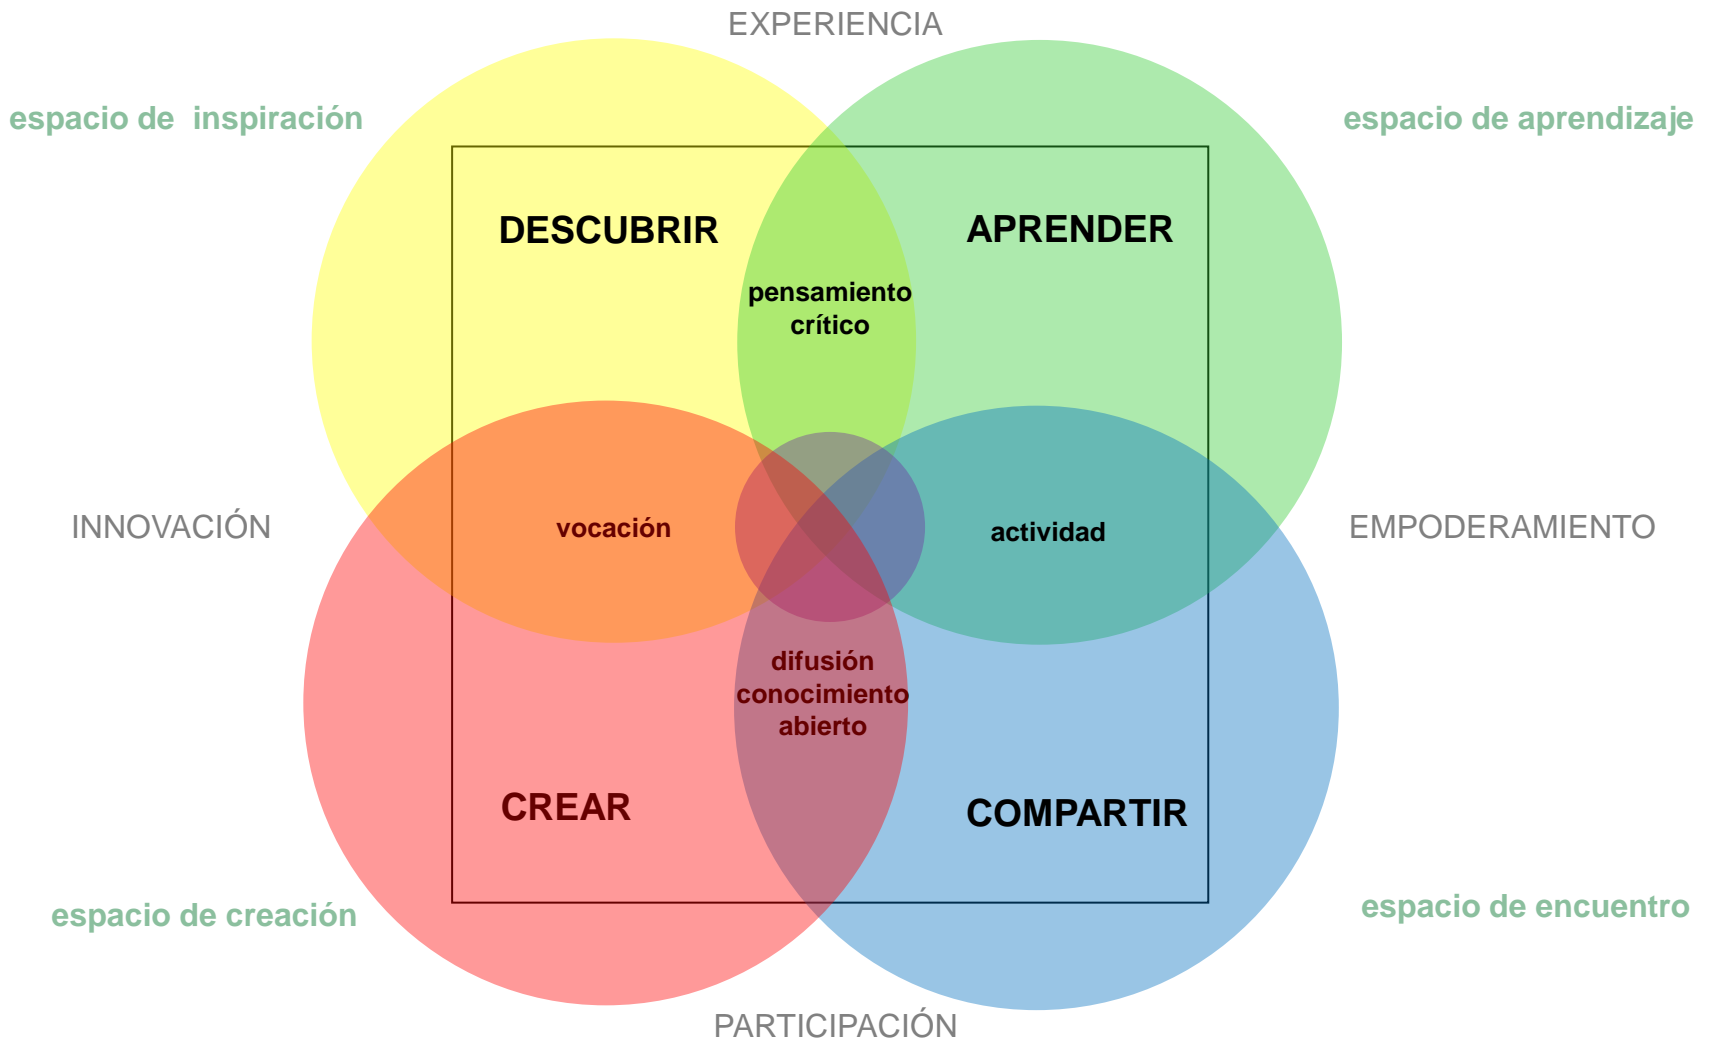 EXPERIENCIA
espacio de  inspiración
espacio de aprendizaje
DESCUBRIR
APRENDER
pensamiento
crítico
INNOVACIÓN
vocación
actividad
EMPODERAMIENTO
difusión
conocimiento
abierto
CREAR
COMPARTIR
espacio de creación
espacio de encuentro
PARTICIPACIÓN